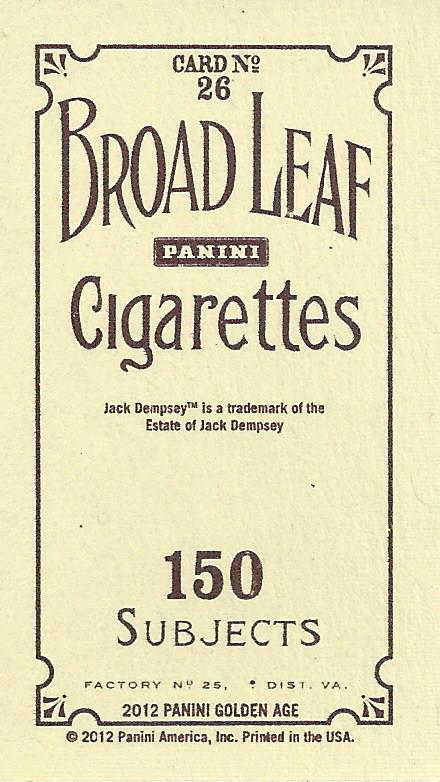 CARD Nº
26
BROAD LEAF
PANINI
Cigarettes
Jack Dempsey™ is a trademark of the
Estate of Jack Dempsey
150
SUBJECTS
FACTORY Nº 25, • DIST. VA.
2012 PANINI GOLDEN AGE
© 2012 Panini America, Inc. Printed in the USA.